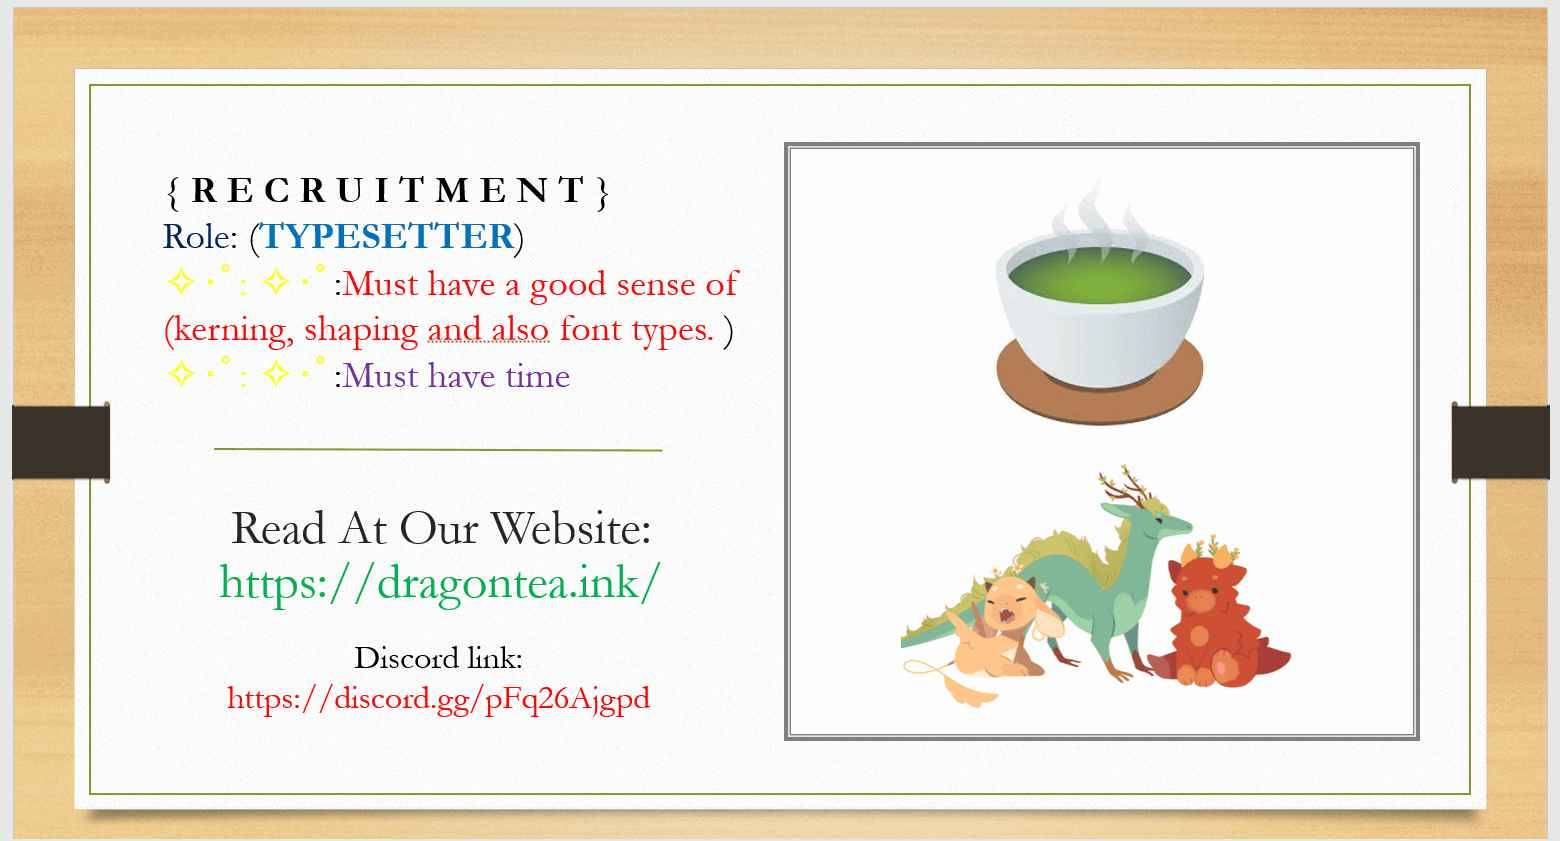 { R E C R U I T M E N T }
Role: (TYPESETTER)
✧・゚: ✧・゚ :Must have a good sense of
(kerning, shaping and also font types. )
✧・゚: ✧・゚ :Must have time
Read At Our Website:
https://dragontea.ink/
Discord link:
https://discord.gg/pFq26Ajgpd